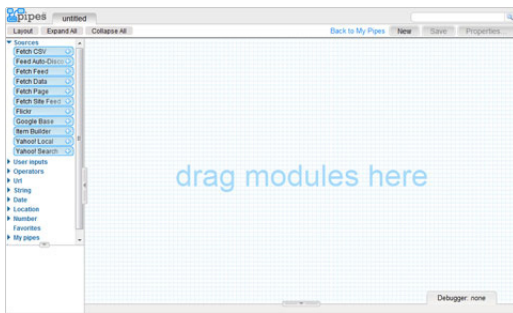 pipes untitled
Layout Expand All Collapse All Back to My Pipes New Save Properties...
Sources
Fetch CSV
Feed Auto-Disco
Fetch Feed
Fetch Data
Fetch Page
Fetch Site Feed
Flickr
Google Base
Item Builder
Yahoo! Local
Yahoo! Search
User inputs
Operators
Url
String
Date
Location
Number
Favorites
My pipes
drag modules here
Debugger: none